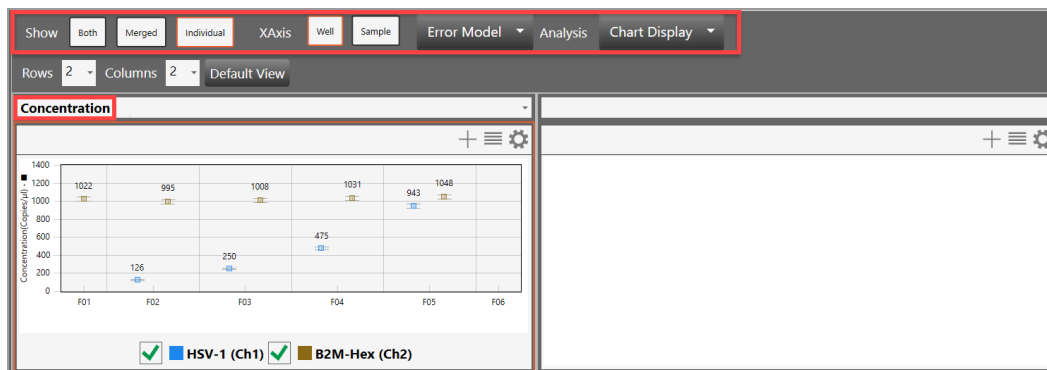 Show Both Merged Individual XAxis Well Sample Error Model Analysis Chart Display
Rows 2 Columns 2 Default View
Concentration
1400
1200
1000
800
600
400
200
0
Concentration(Copies/µl) -
1022 995 1008 1031 943 1048
475
250
126
F01 F02 F03 F04 F05 F06
HSV-1 (Ch1) B2M-Hex (Ch2)